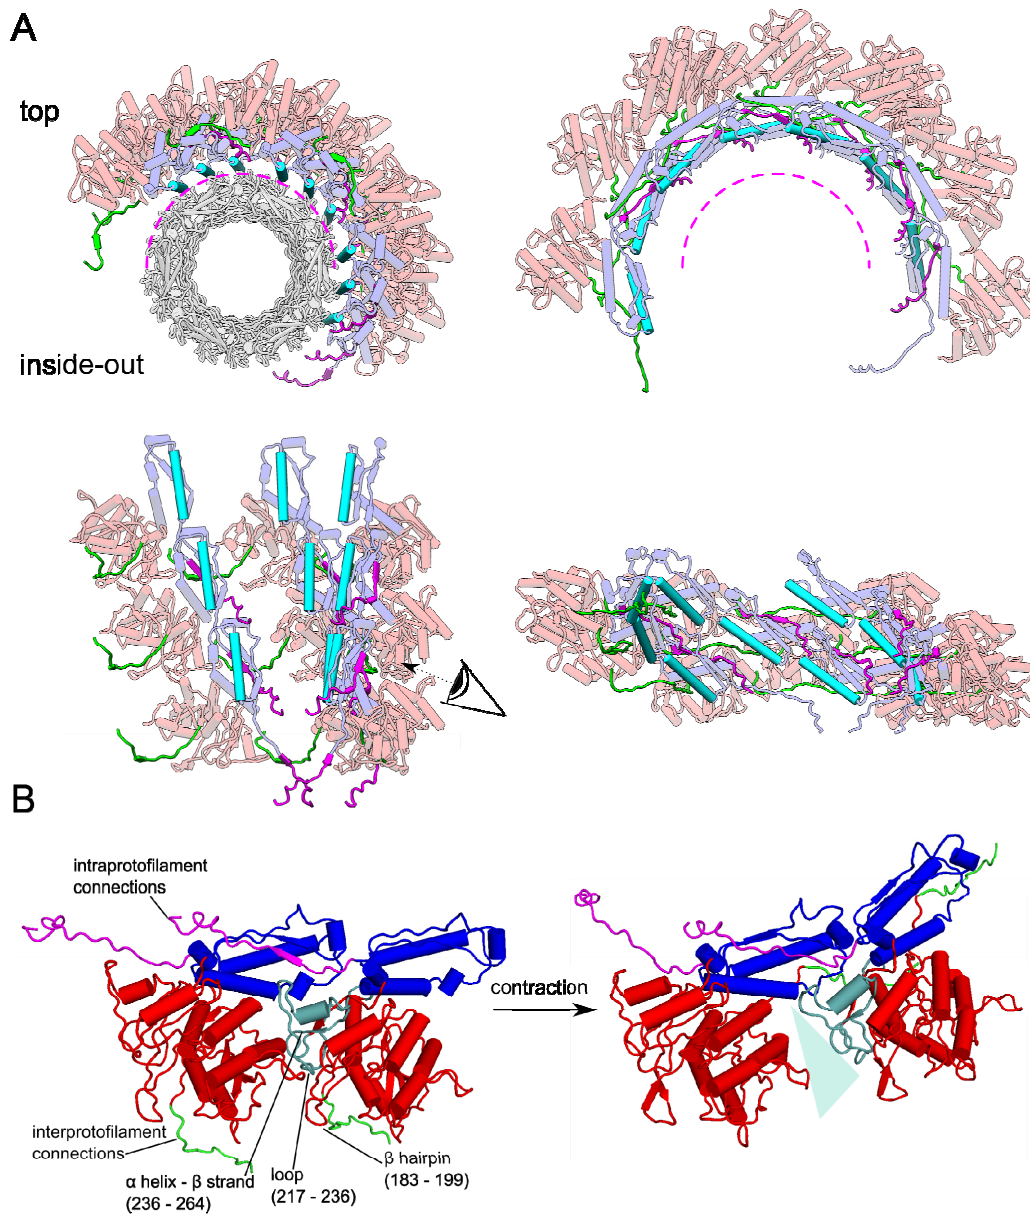 A
top
inside-out
B
intraprotofilament
connections
contraction
interprotofilament
connections
α helix - β strand
(236 - 264)
loop
(217 - 236)
β hairpin
(183 - 199)